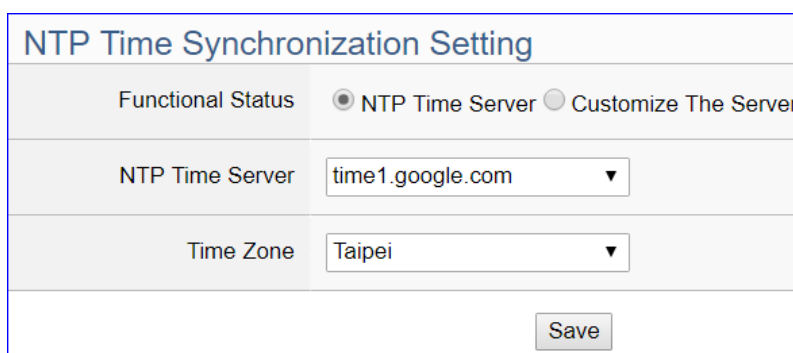 NTP Time Synchronization Setting
Functional Status NTP Time Server Customize The Server
NTP Time Server time1.google.com
Time Zone Taipei
Save